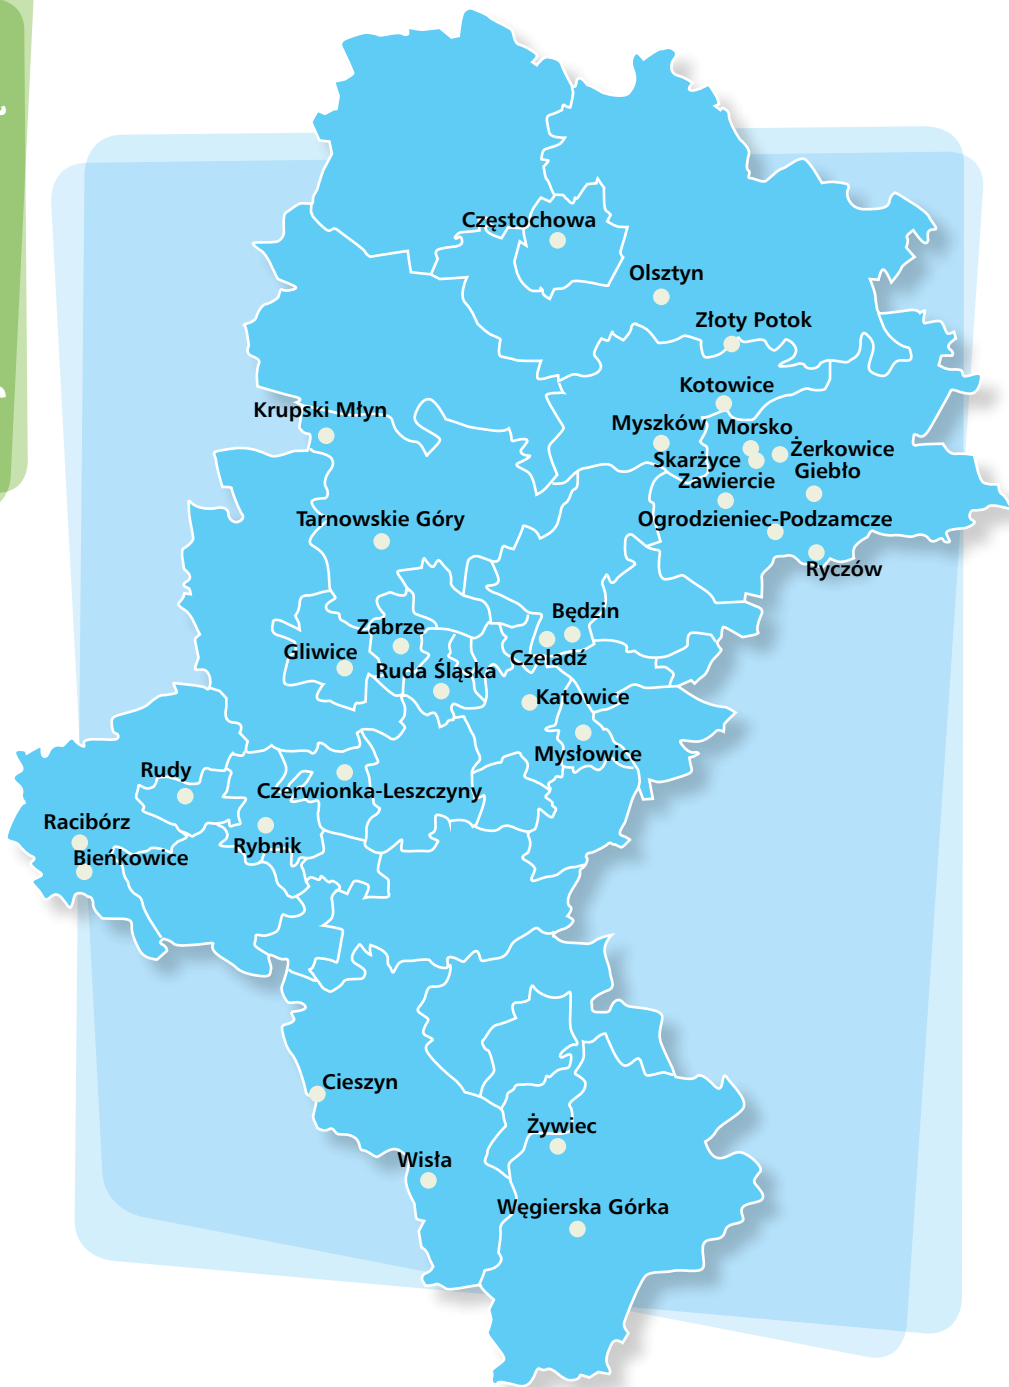 Częstochowa
Olsztyn
Złoty Potok
Kotowice
Krupski Młyn
Myszków
Morsko
Żerkowice
Skarżyce
Giebło
Zawiercie
Tarnowskie Góry
Ogrodzieniec-Podzamcze
Ryczów
Będzin
Zabrze
Gliwice
Czeladź
Ruda Śląska
Katowice
Mysłowice
Rudy
Czerwionka-Leszczyny
Racibórz
Rybnik
Bieńkowice
Cieszyn
Żywiec
Wisła
Węgierska Górka